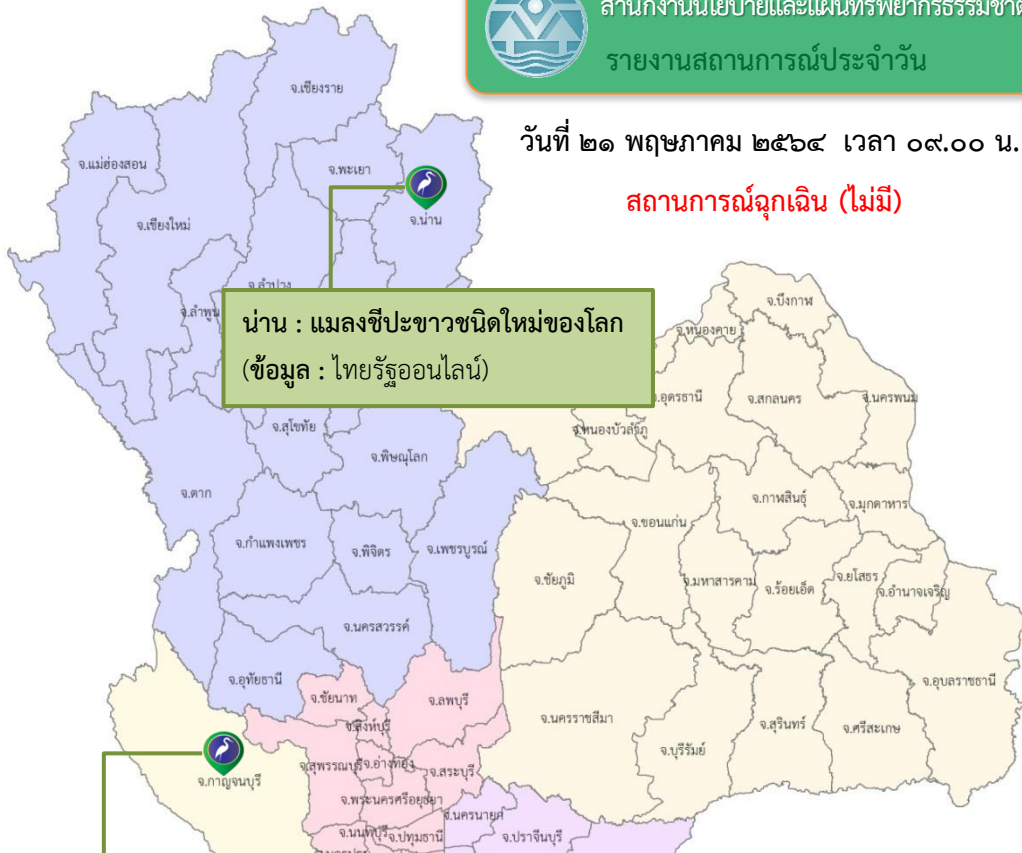 สำนักงานนโยบายและแผนทรัพยากรธรรมชาติ
รายงานสถานการณ์ประจำวัน
วันที่ ๒๑ พฤษภาคม ๒๕๖๔ เวลา ๐๙.๐๐ น.
สถานการณ์ฉุกเฉิน (ไม่มี)
จ.เชียงราย
จ.แม่ฮ่องสอน
จ.พะเยา
จ.น่าน
จ.เชียงใหม่
จ.ลำปาง
จ.ลำพูน
น่าน : แมลงชีปะขาวชนิดใหม่ของโลก
(ข้อมูล : ไทยรัฐออนไลน์)
จ.บึงกาฬ
จ.หนองคาย
จ.อุดรธานี
จ.สกลนคร
จ.นครพนม
จ.หนองบัวลำภู
จ.สุโขทัย
จ.พิษณุโลก
จ.ตาก
จ.กาฬสินธุ์
จ.มุกดาหาร
จ.ขอนแก่น
จ.กำแพงเพชร
จ.พิจิตร
จ.เพชรบูรณ์
จ.ชัยภูมิ
จ.มหาสารคาม
จ.ร้อยเอ็ด
จ.ยโสธร
จ.อำนาจเจริญ
จ.นครสวรรค์
จ.อุทัยธานี
จ.อุบลราชธานี
จ.ชัยนาท
จ.ลพบุรี
จ.สิงห์บุรี
จ.นครราชสีมา
จ.สุรินทร์
จ.ศรีสะเกษ
จ.บุรีรัมย์
จ.สุพรรณบุรี
จ.อ่างทอง
จ.สระบุรี
จ.กาญจนบุรี
จ.พระนครศรีอยุธยา
จ.นครนายก
จ.นนทบุรี
จ.ปทุมธานี
จ.ปราจีนบุรี